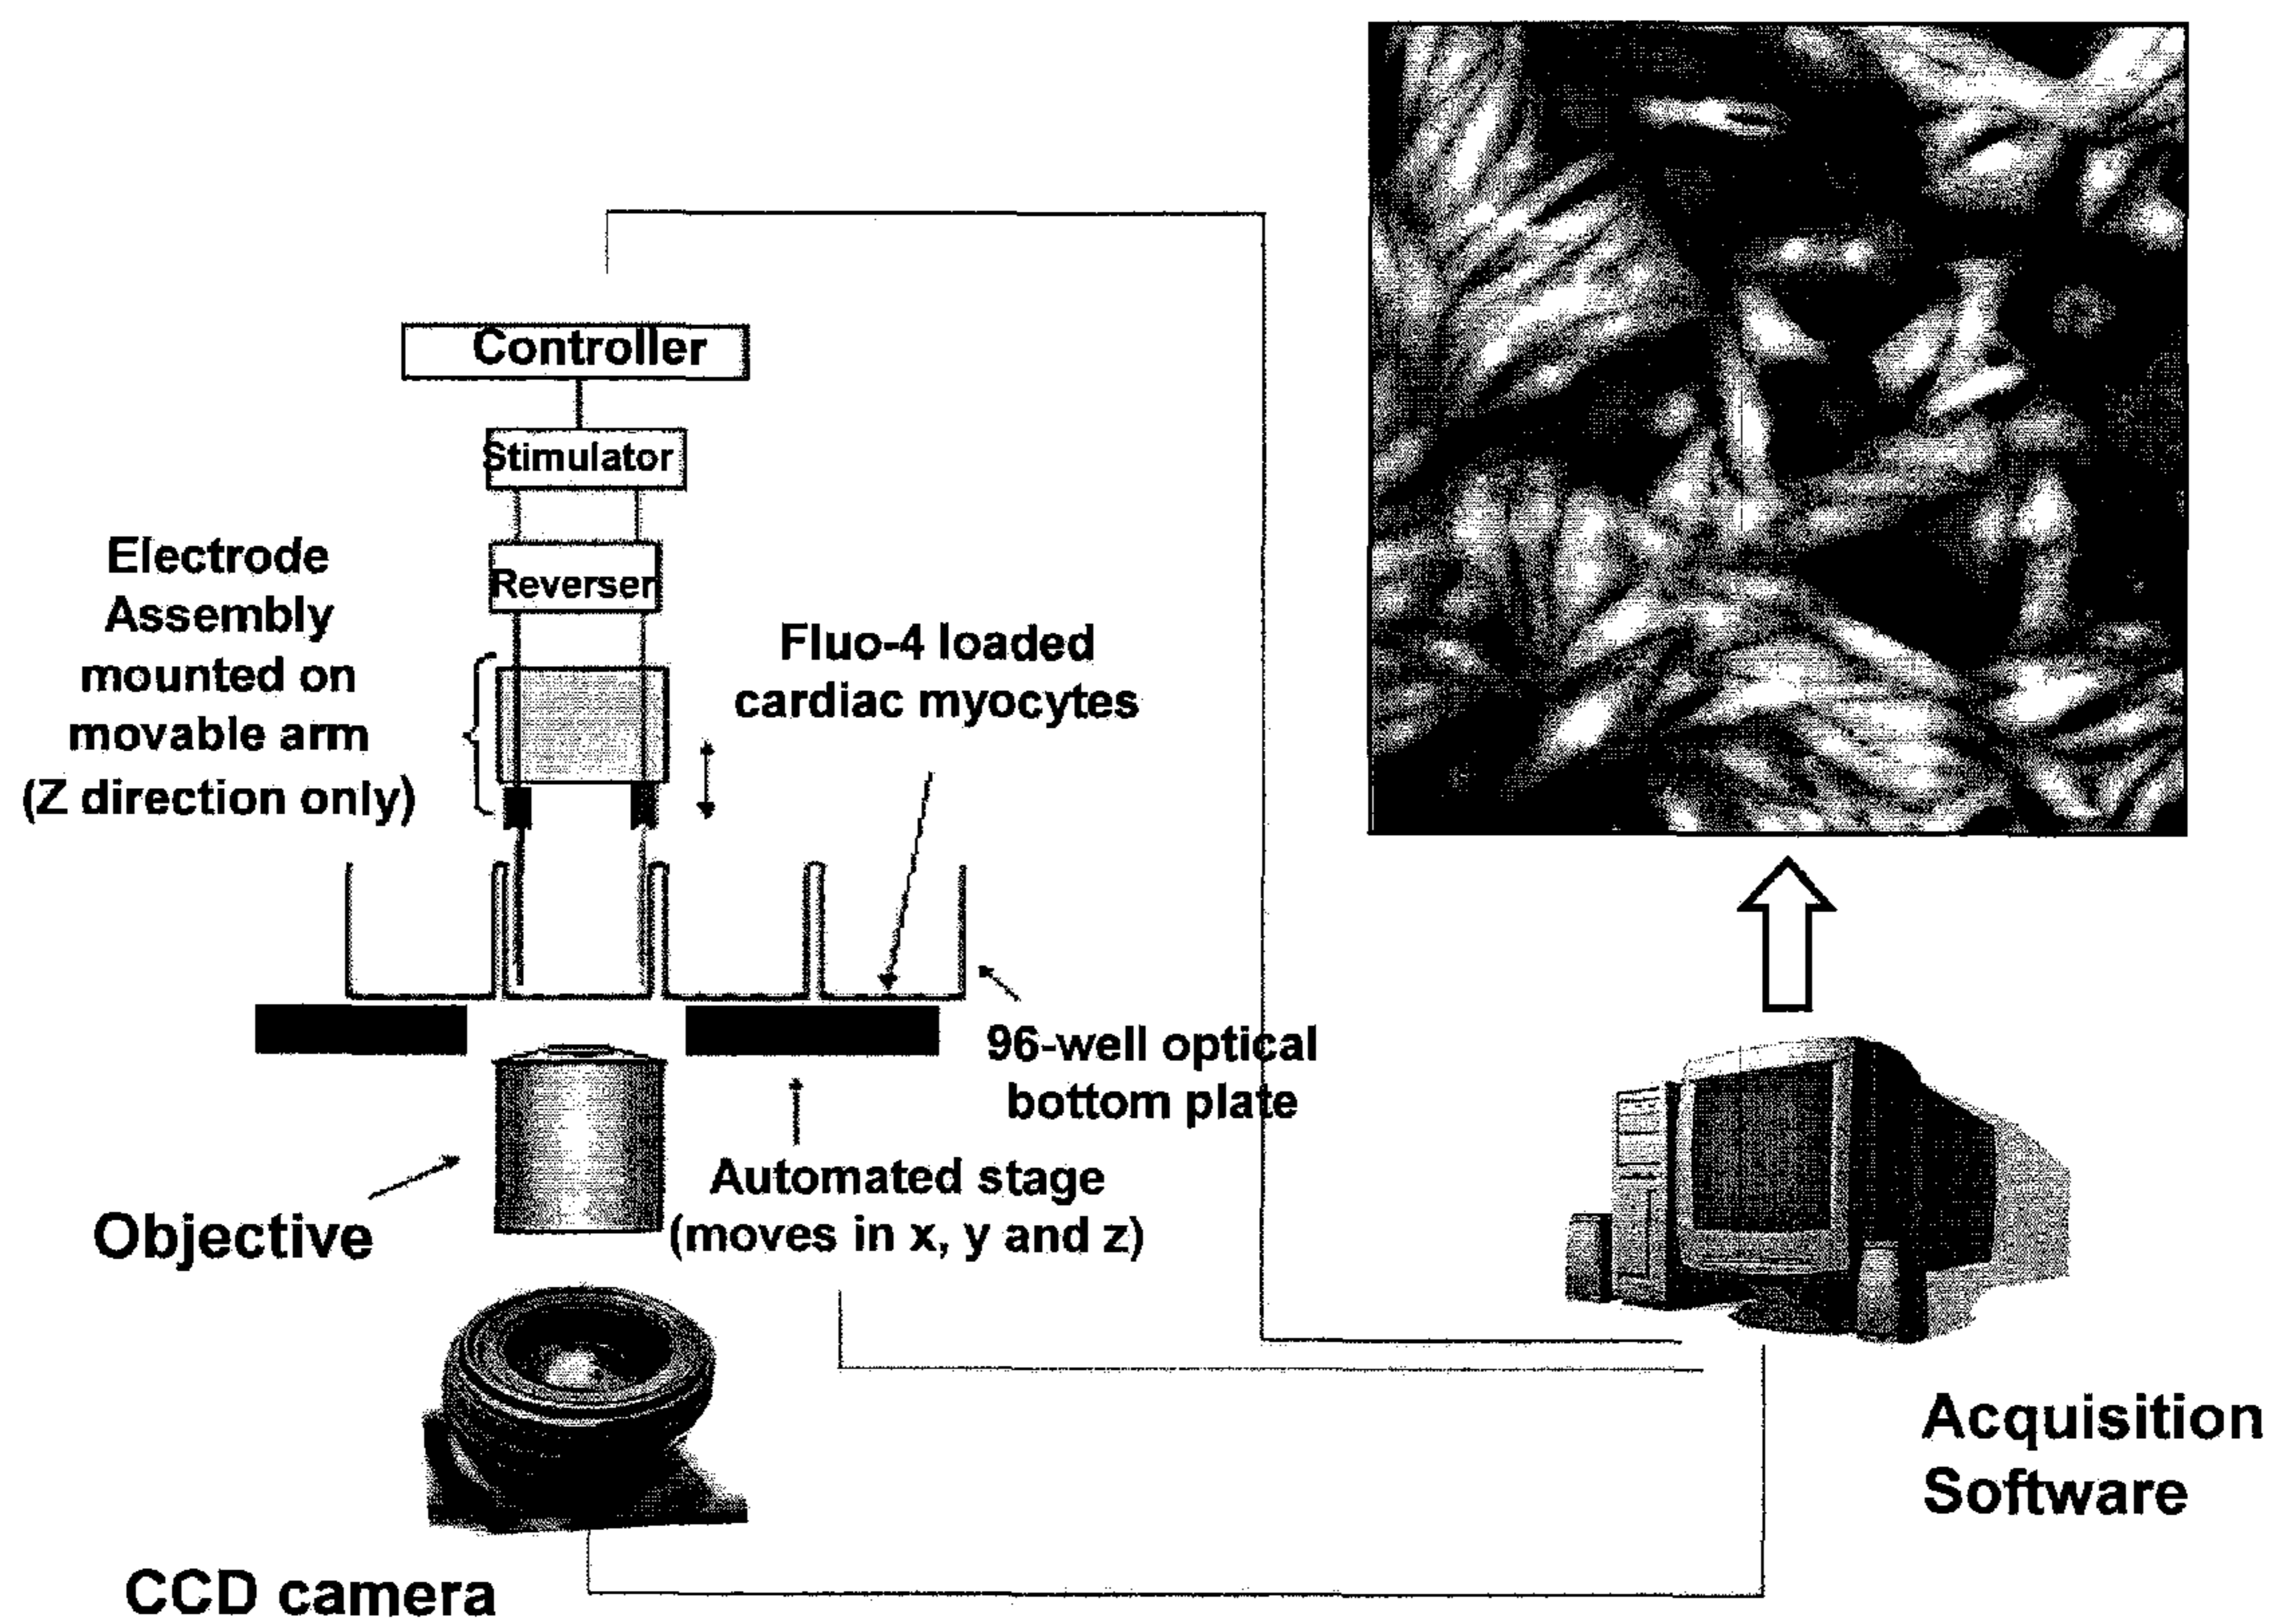 Controller
Stimulator
Reverser
Electrode
Assembly
mounted on
movable arm
(Z direction only)
Fluo-4 loaded
cardiac myocytes
96-well optical
bottom plate
Automated stage
(moves in x, y and z)
Objective
CCD camera
Acquisition
Software